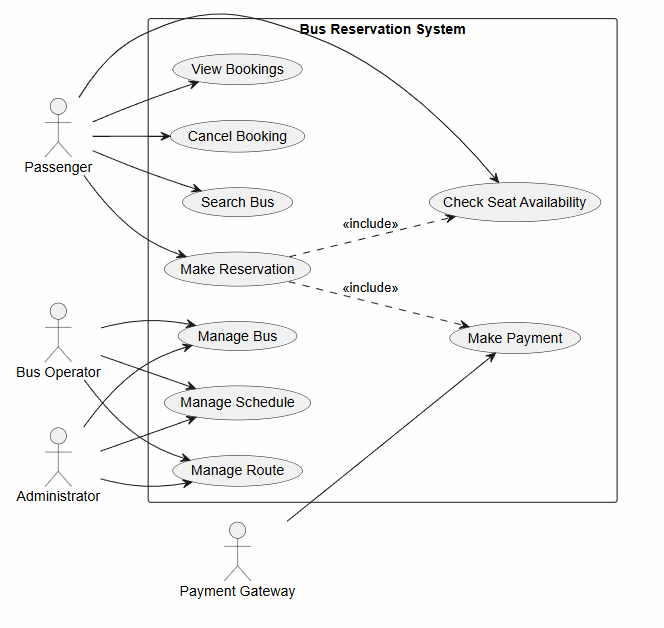 Bus Reservation System
View Bookings
Cancel Booking
Passenger
Search Bus
Check Seat Availability
«include»
Make Reservation
«include»
Manage Bus
Make Payment
Bus Operator
Manage Schedule
Manage Route
Administrator
Payment Gateway